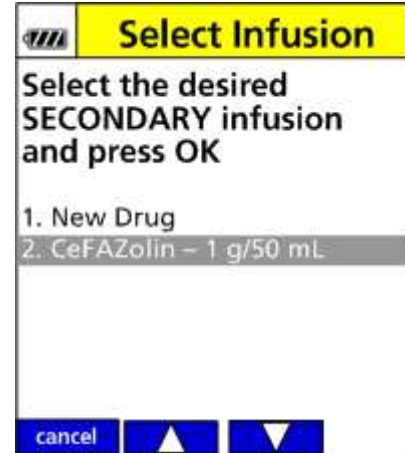 Select Infusion
Select the desired
SECONDARY infusion
and press OK
1. New Drug
2. CeFAZolin – 1 g/50 mL
cancel